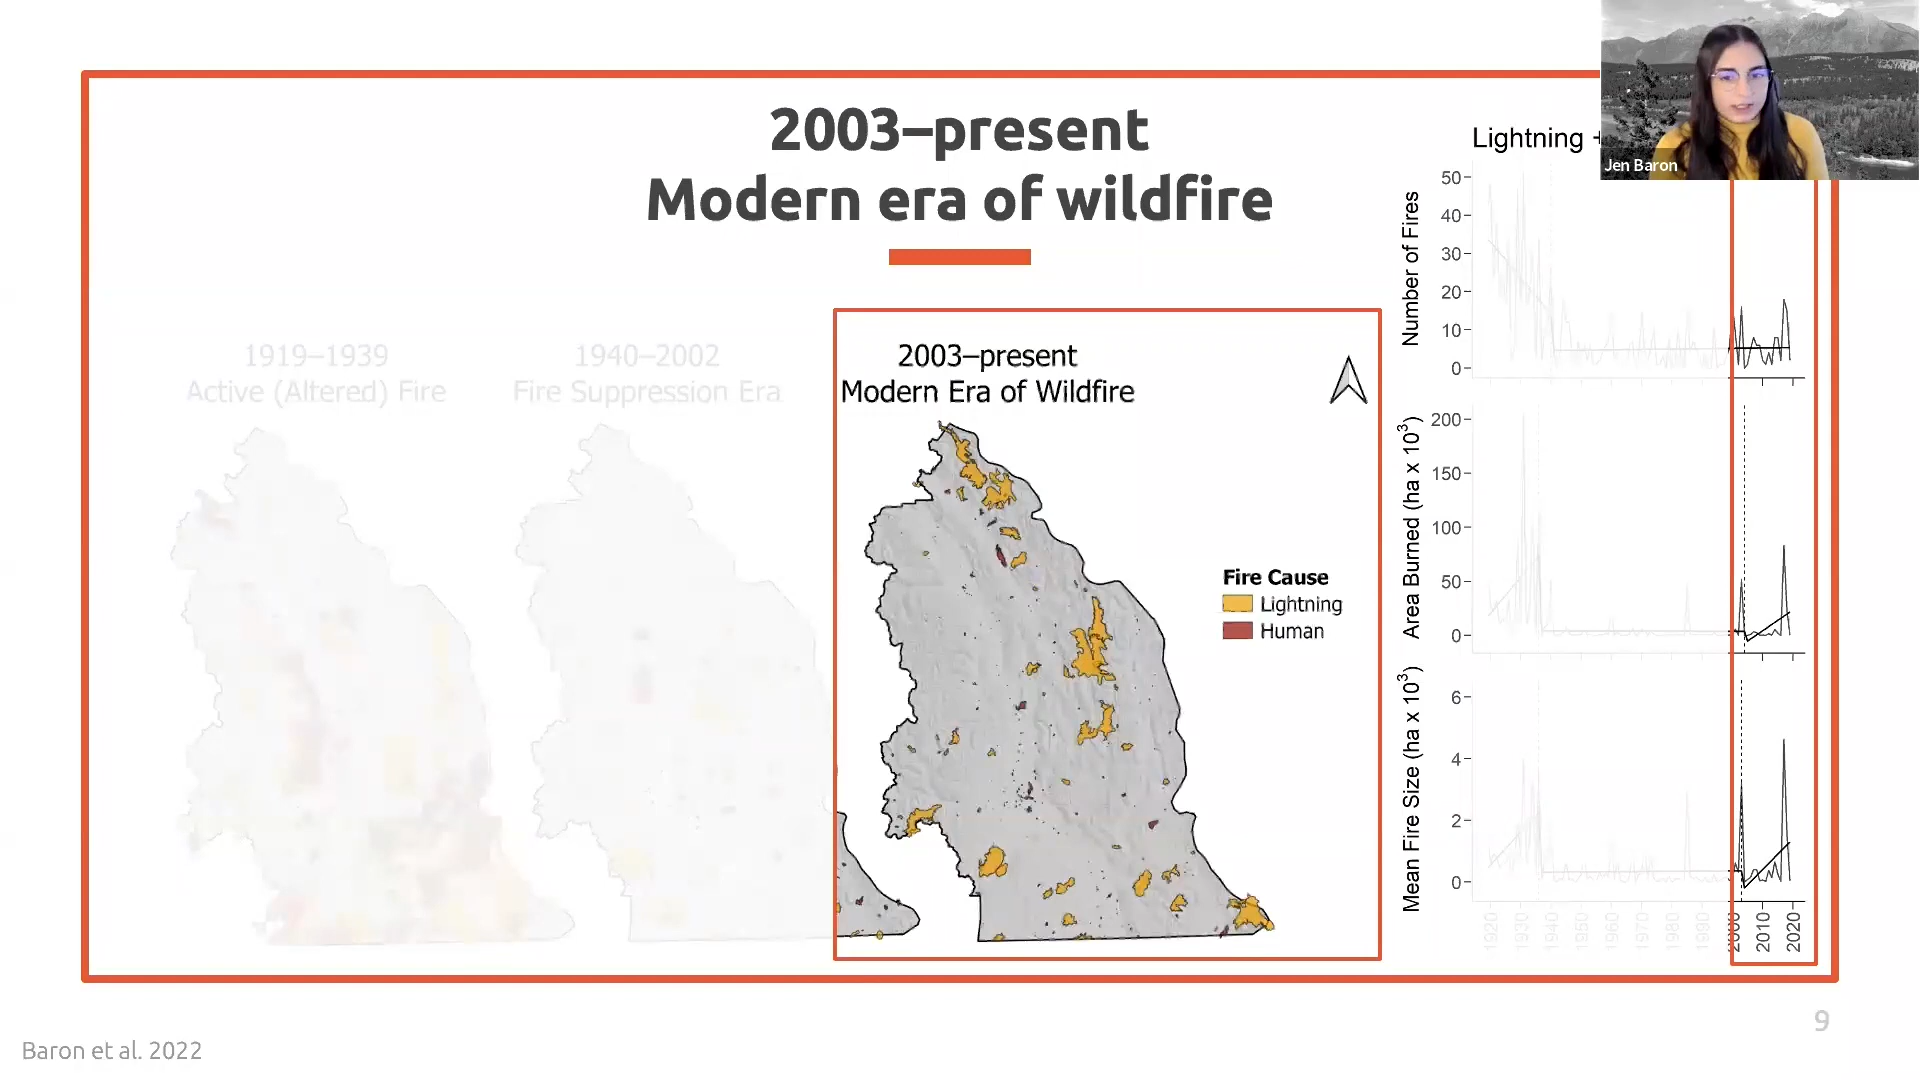 2003–present
Modern era of wildfire
Jen Baron
1919–1939
Active (Altered) Fire
1940–2002
Fire Suppression Era
2003–present
Modern Era of Wildfire
Fire Cause
Lightning
Human
Lightning +
Number of Fires
50
40
30
20
10
0
Area Burned (ha x 10³)
200
150
100
50
0
Mean Fire Size (ha x 10³)
6
4
2
0
1920
1930
1940
1950
1960
1970
1980
1990
2000
2010
2020
Baron et al. 2022
9